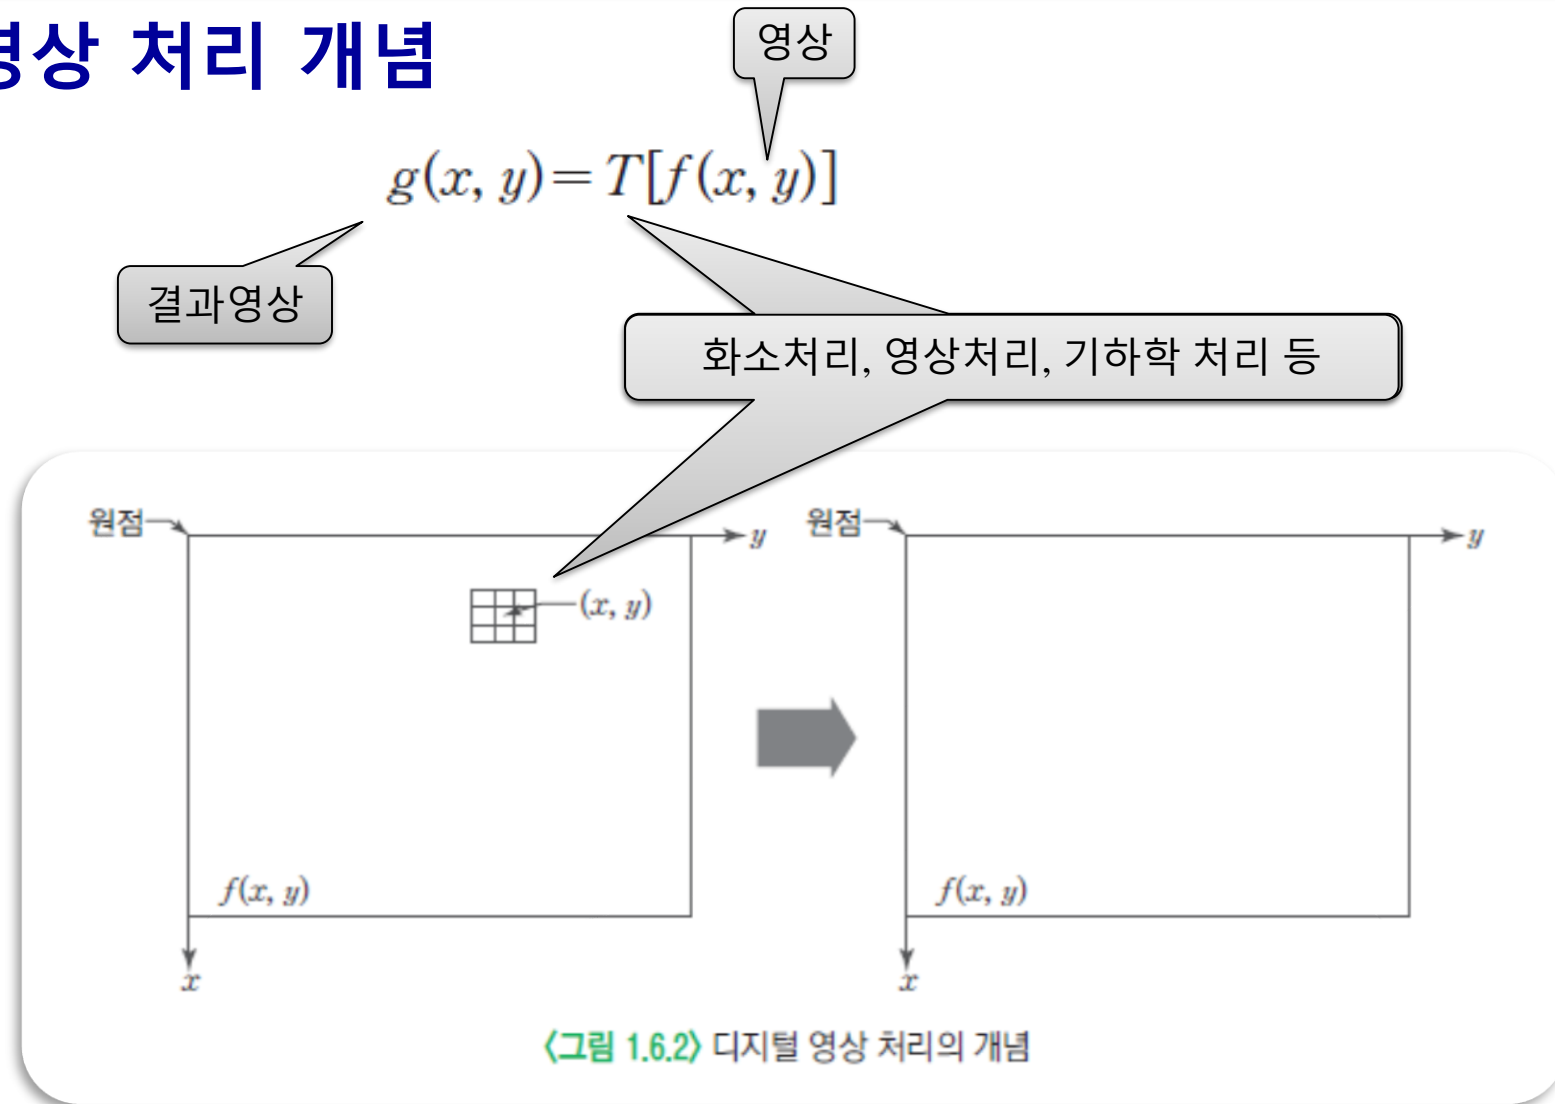 영상 처리 개념
영상
g(x, y)= T[f(x, y)]
결과영상
화소처리, 영상처리, 기하학 처리 등
원점
y
원점
y
(x, y)
f(x, y)
f(x, y)
x
x
<그림 1.6.2> 디지털 영상 처리의 개념